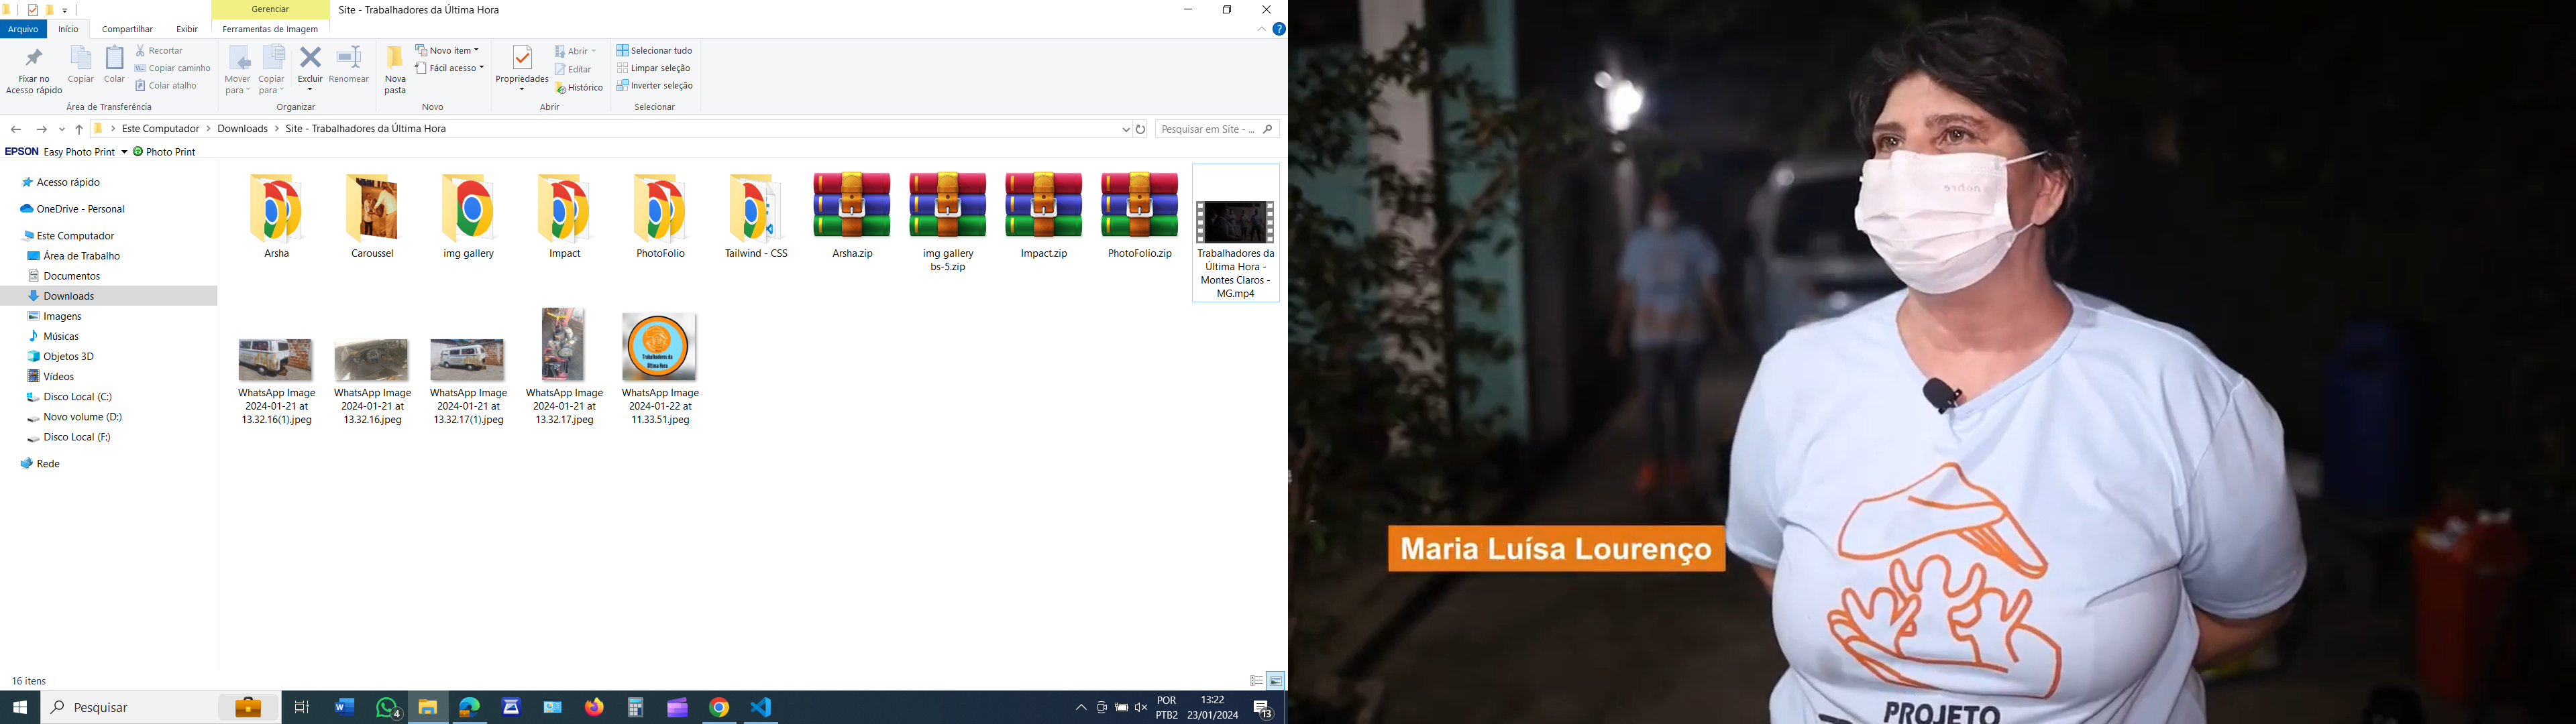 Gerenciar
Site - Trabalhadores da Última Hora
Arquivo
Início
Compartilhar
Exibir
Ferramentas de Imagem
Fixar no
Acesso rápido
Copiar
Colar
Recortar
Copiar caminho
Colar atalho
Área de Transferência
Mover
para
Copiar
para
Excluir
Renomear
Organizar
Nova
pasta
Novo item
Fácil acesso
Novo
Propriedades
Abrir
Editar
Histórico
Abrir
Selecionar tudo
Limpar seleção
Inverter seleção
Selecionar
Este Computador > Downloads > Site - Trabalhadores da Última Hora
Pesquisar em Site - ...
EPSON Easy Photo Print Photo Print
Acesso rápido
OneDrive - Personal
Este Computador
Área de Trabalho
Documentos
Downloads
Imagens
Músicas
Objetos 3D
Vídeos
Disco Local (C:)
Novo volume (D:)
Disco Local (F:)
Rede
Arsha
Caroussel
img gallery
Impact
PhotoFolio
Tailwind - CSS
Arsha.zip
img gallery
bs-5.zip
Impact.zip
PhotoFolio.zip
Trabalhadores da
Última Hora -
Montes Claros -
MG.mp4
Trabalhadores da
Última Hora
WhatsApp Image
2024-01-21 at
13.32.16(1).jpeg
WhatsApp Image
2024-01-21 at
13.32.16.jpeg
WhatsApp Image
2024-01-21 at
13.32.17(1).jpeg
WhatsApp Image
2024-01-21 at
13.32.17.jpeg
WhatsApp Image
2024-01-22 at
11.33.51.jpeg
16 itens
Pesquisar
4
POR
PTB2
13:22
23/01/2024
13
Maria Luísa Lourenço
PROJETO